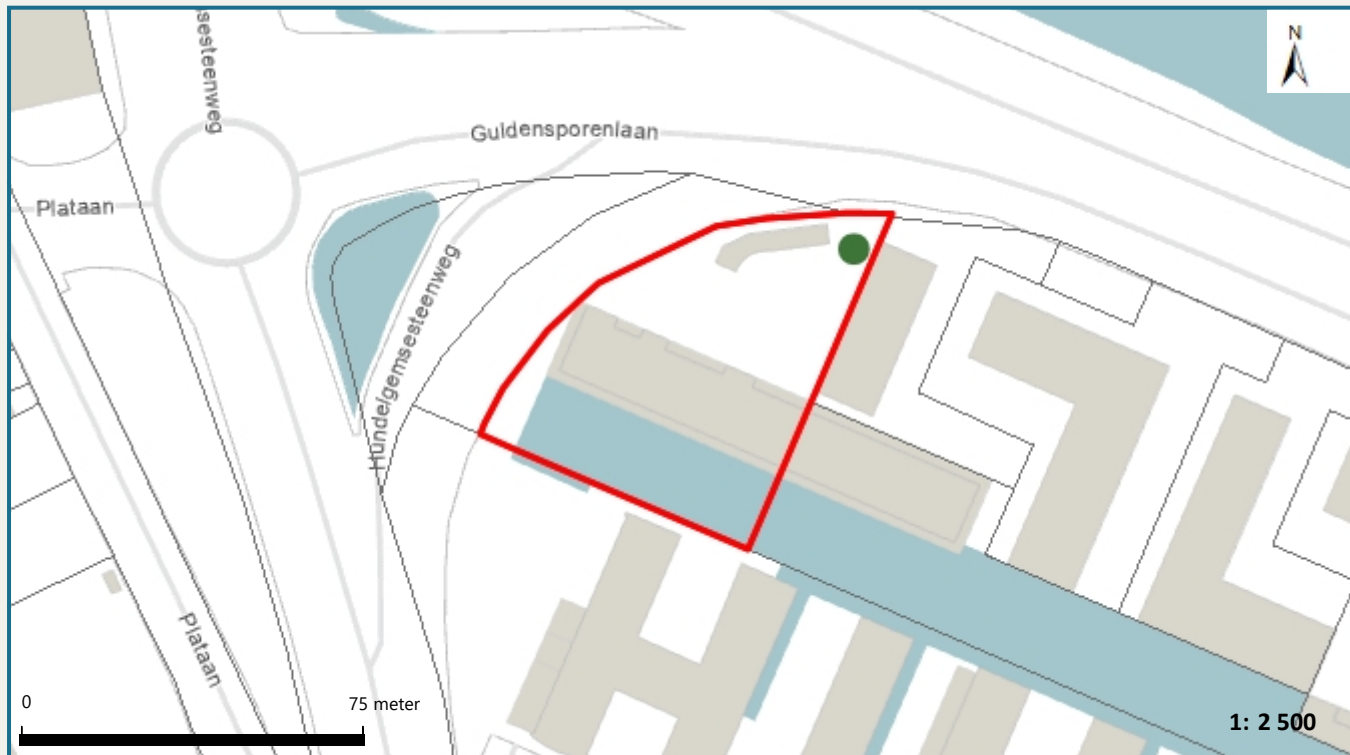 sesteenweg
N
Guldensporenlaan
Plataan
Hundelgemsesteenweg
Plataan
0
75 meter
1: 2 500